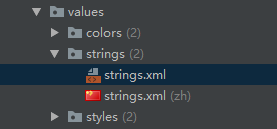 values
colors (2)
strings (2)
strings.xml
strings.xml (zh)
styles (2)